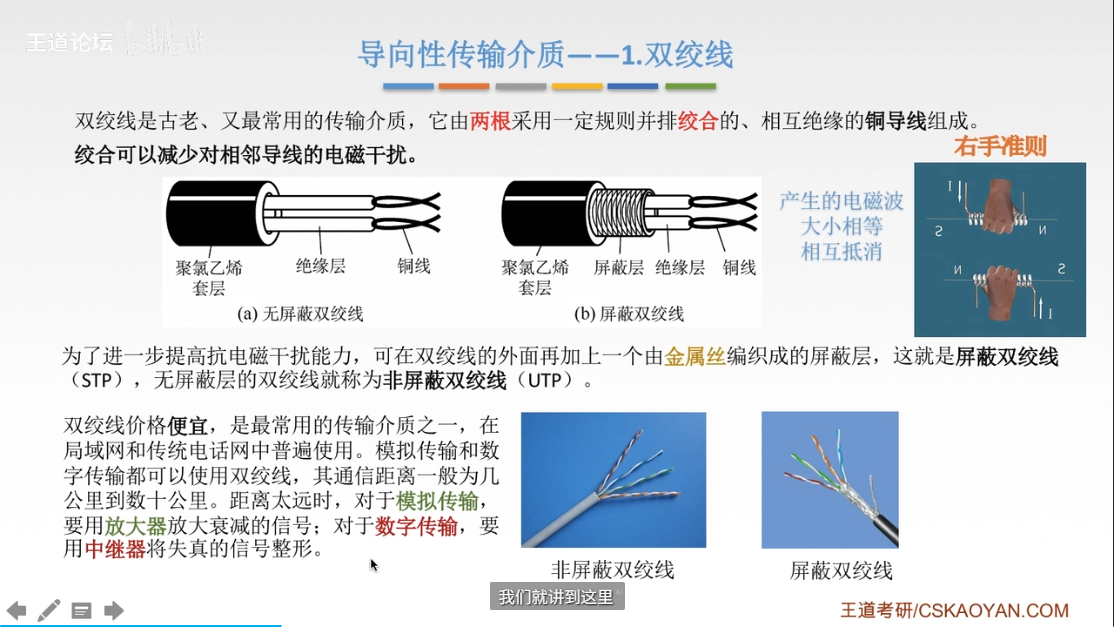 王道论坛
导向性传输介质——1.双绞线
双绞线是古老、又最常用的传输介质，它由两根采用一定规则并排绞合的、相互绝缘的铜导线组成。
绞合可以减少对相邻导线的电磁干扰。
右手准则
聚氯乙烯
套层
绝缘层
铜线
(a) 无屏蔽双绞线
聚氯乙烯
套层
屏蔽层
绝缘层
铜线
(b) 屏蔽双绞线
产生的电磁波
大小相等
相互抵消
I
S
N
N
S
I
为了进一步提高抗电磁干扰能力，可在双绞线的外面再加上一个由金属丝编织成的屏蔽层，这就是屏蔽双绞线
（STP），无屏蔽层的双绞线就称为非屏蔽双绞线（UTP）。
双绞线价格便宜，是最常用的传输介质之一，在
局域网和传统电话网中普遍使用。模拟传输和数
字传输都可以使用双绞线，其通信距离一般为几
公里到数十公里。距离太远时，对于模拟传输，
要用放大器放大衰减的信号；对于数字传输，要
用中继器将失真的信号整形。
非屏蔽双绞线
屏蔽双绞线
我们就讲到这里
王道考研/CSKAOYAN.COM